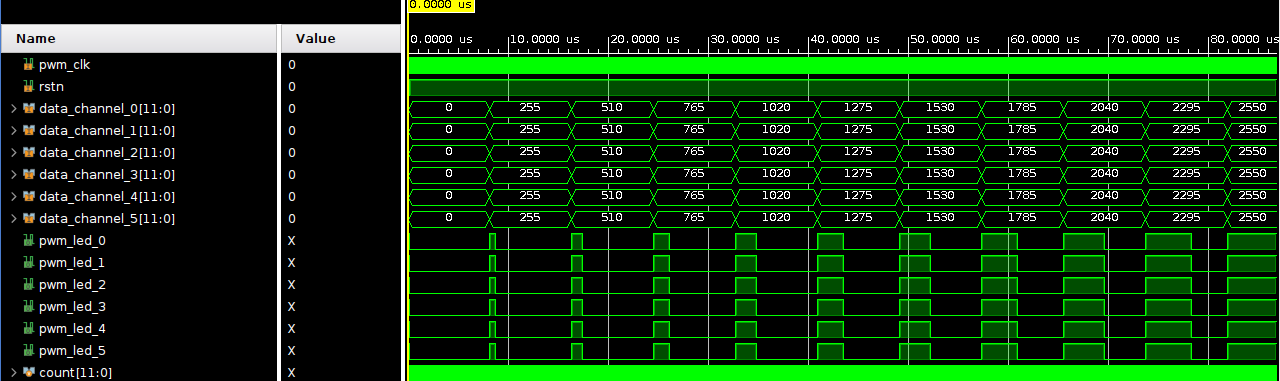 0.0000 us
Name Value
0.0000 us 10.0000 us 20.0000 us 30.0000 us 40.0000 us 50.0000 us 60.0000 us 70.0000 us 80.0000 us
pwm_clk 0
rstn 0
data_channel_0[11:0] 0 0 255 510 765 1020 1275 1530 1785 2040 2295 2550
data_channel_1[11:0] 0 0 255 510 765 1020 1275 1530 1785 2040 2295 2550
data_channel_2[11:0] 0 0 255 510 765 1020 1275 1530 1785 2040 2295 2550
data_channel_3[11:0] 0 0 255 510 765 1020 1275 1530 1785 2040 2295 2550
data_channel_4[11:0] 0 0 255 510 765 1020 1275 1530 1785 2040 2295 2550
data_channel_5[11:0] 0 0 255 510 765 1020 1275 1530 1785 2040 2295 2550
pwm_led_0 X
pwm_led_1 X
pwm_led_2 X
pwm_led_3 X
pwm_led_4 X
pwm_led_5 X
count[11:0] X